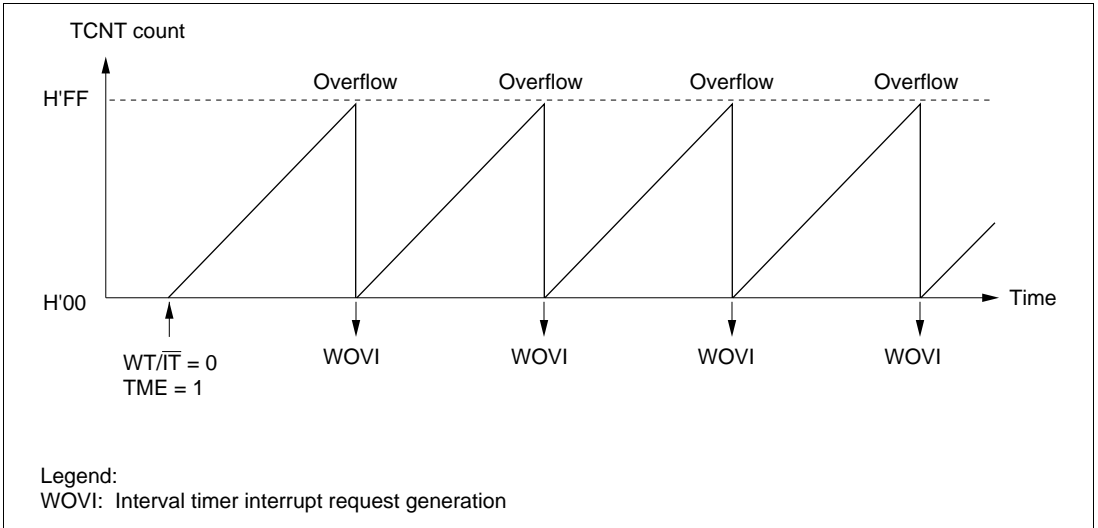 TCNT count
Overflow Overflow Overflow Overflow
H'FF
H'00
Time
WT/I̅T̅ = 0
TME = 1
WOVI WOVI WOVI WOVI
Legend:
WOVI: Interval timer interrupt request generation